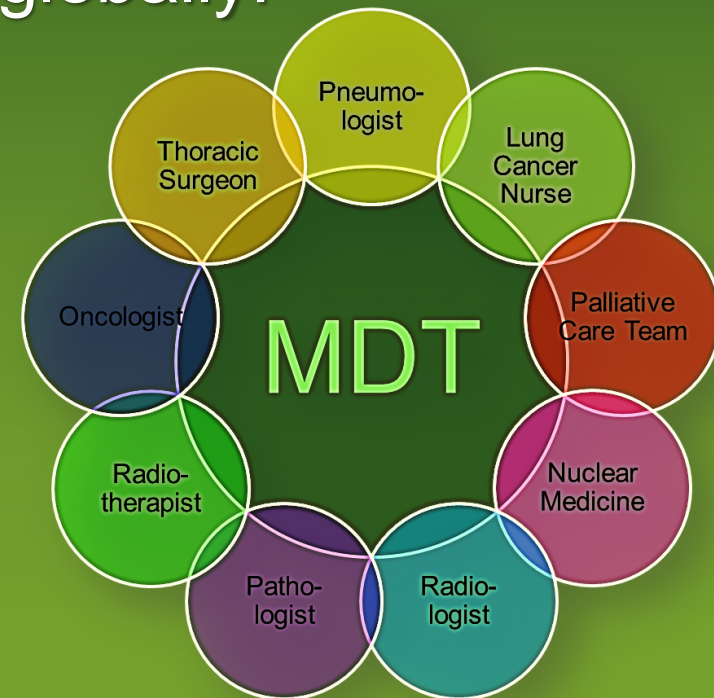 globally.
Pneumo-
logist
Thoracic
Surgeon
Lung
Cancer
Nurse
Oncologist
Palliative
Care Team
MDT
Radio-
therapist
Nuclear
Medicine
Patho-
logist
Radio-
logist